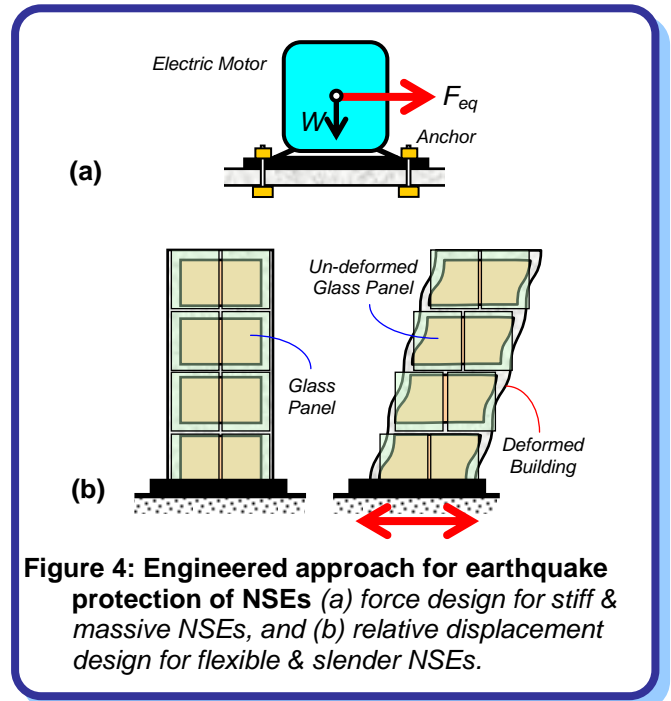 Electric Motor
F_eq
W
Anchor
(a)
Un-deformed
Glass Panel
Glass
Panel
Deformed
Building
(b)
Figure 4: Engineered approach for earthquake
protection of NSEs (a) force design for stiff &
massive NSEs, and (b) relative displacement
design for flexible & slender NSEs.